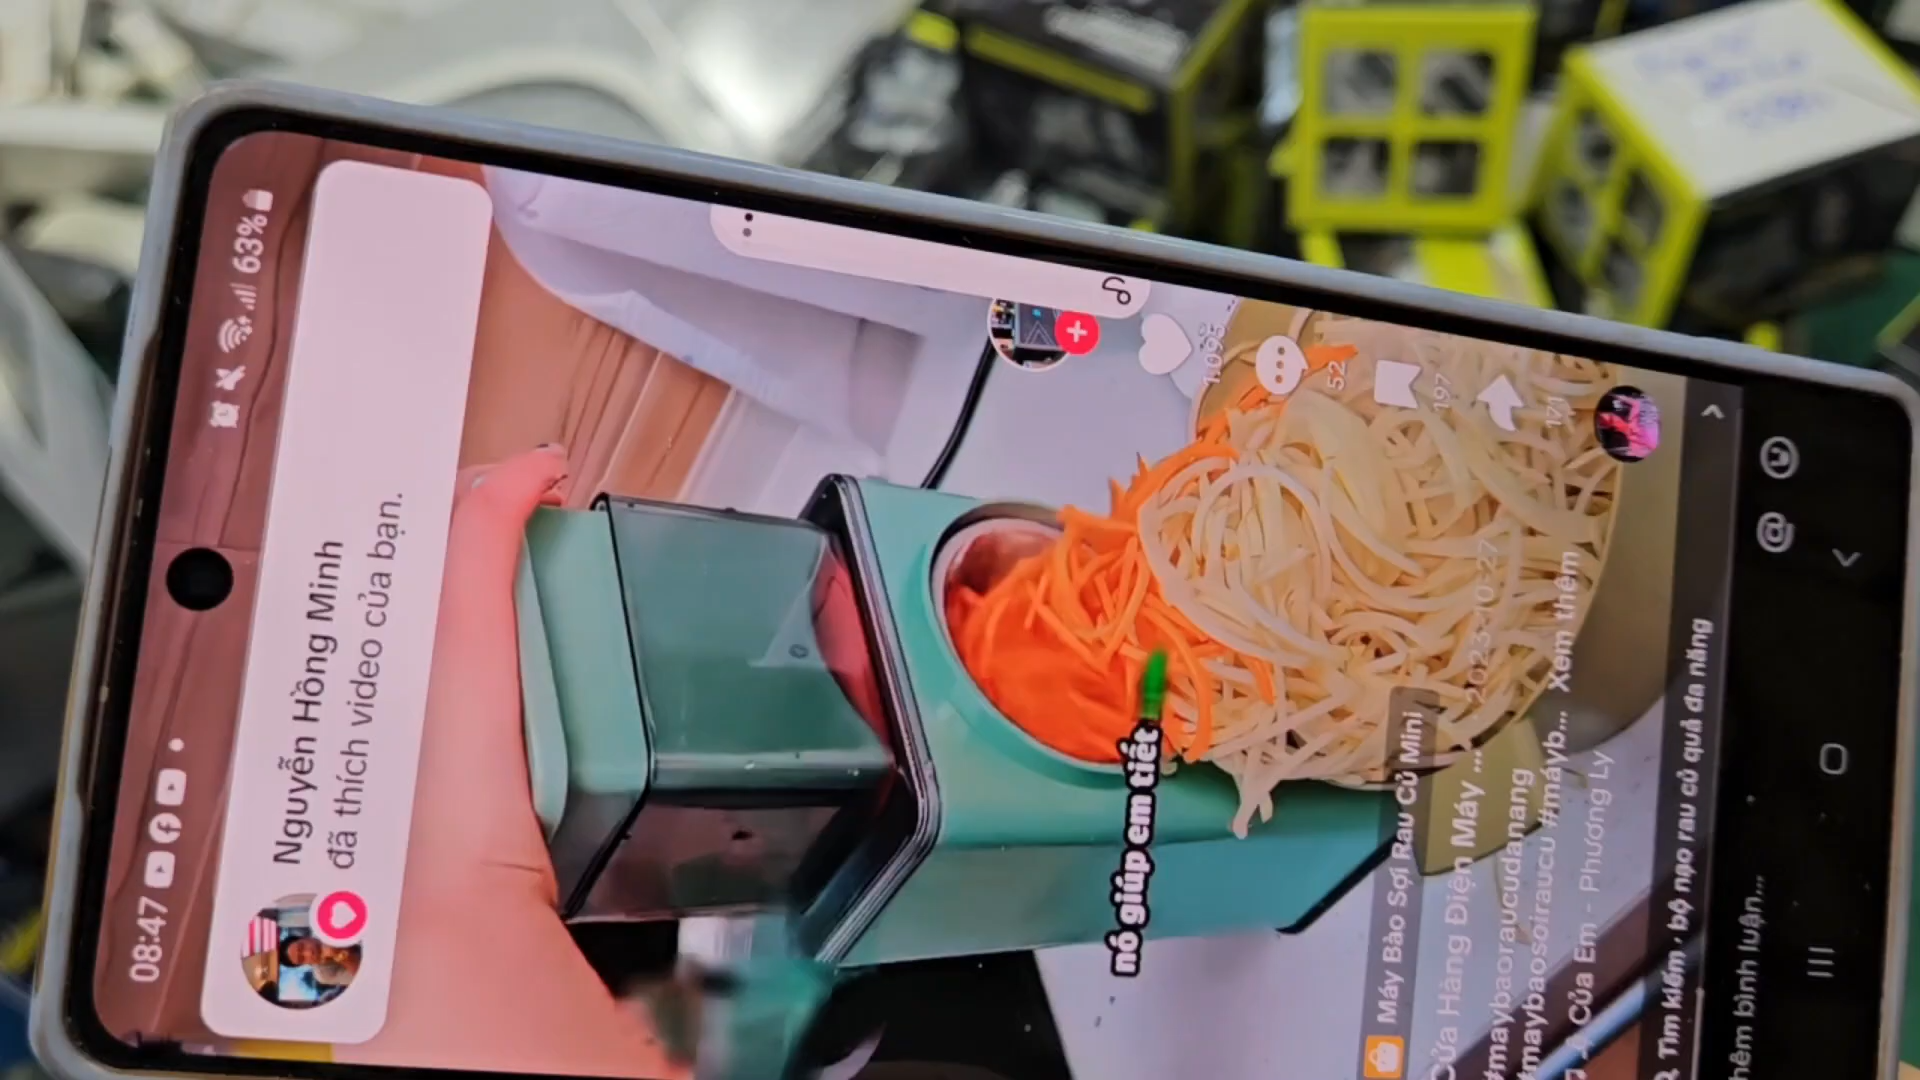 08:47
63%
Nguyễn Hồng Minh
đã thích video của bạn.
1.095
52
197
171
nó giúp em tiết
Máy Bào Sợi Rau Củ Mini
Cửa Hàng Điện Máy ... · 2023-10-27
#maybaoraucudanang
#maybaosoiraucu #máyb... Xem thêm
Của Em - Phương Ly
Tìm kiếm · bộ nạo rau củ quả đa năng
bình luận...